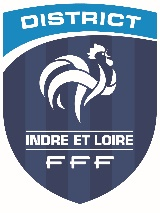 DISTRICT
INDRE ET LOIRE
FFF